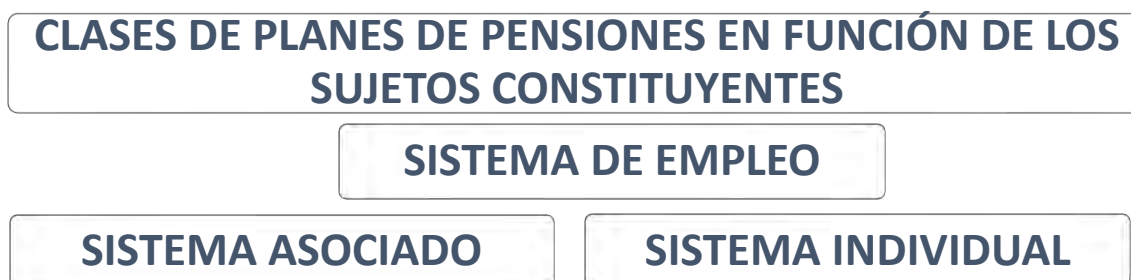 CLASES DE PLANES DE PENSIONES EN FUNCIÓN DE LOS
SUJETOS CONSTITUYENTES
SISTEMA DE EMPLEO
SISTEMA ASOCIADO
SISTEMA INDIVIDUAL